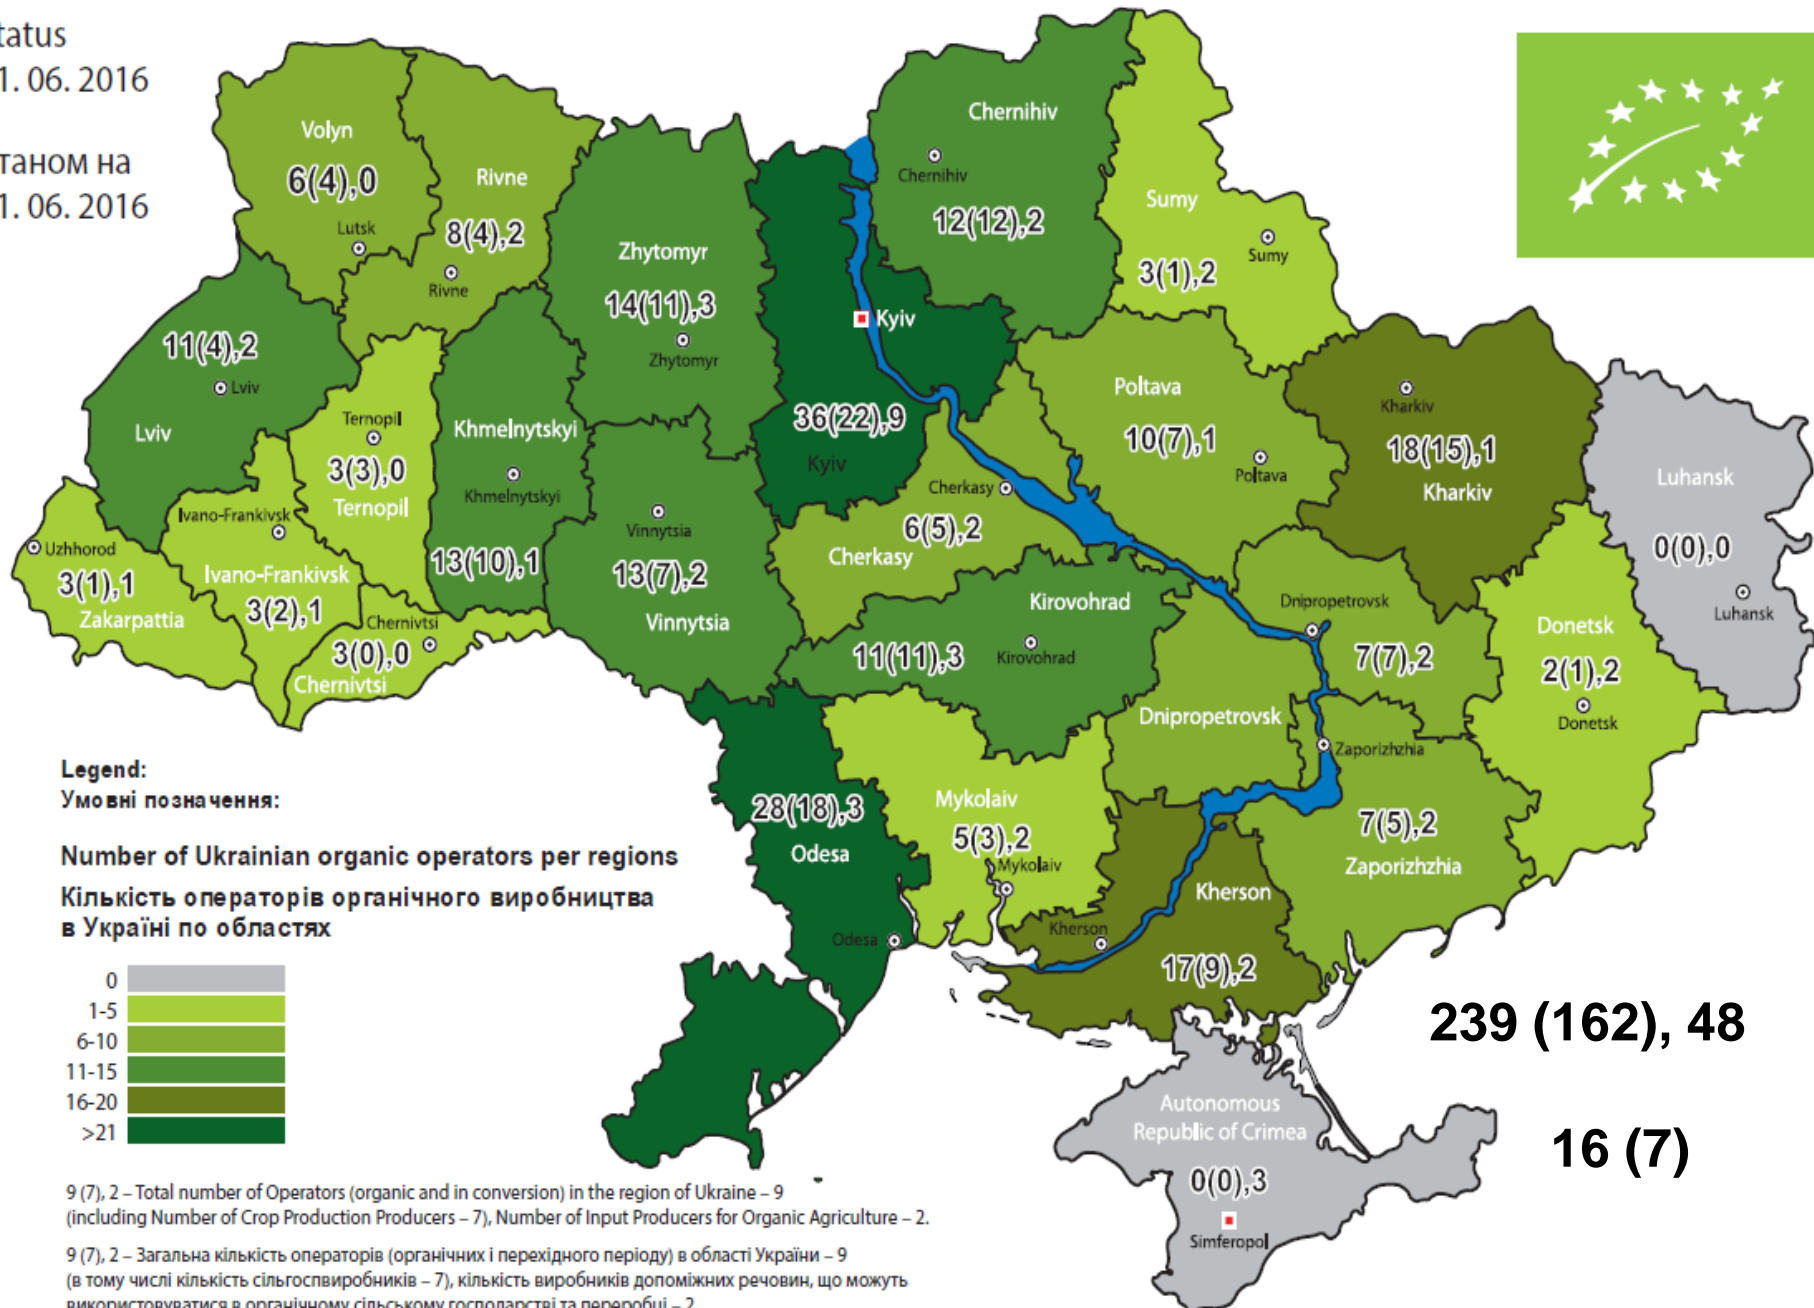 tatus
1. 06. 2016
таном на
1. 06. 2016
Volyn
6(4),0
Lutsk
Rivne
8(4),2
Rivne
Zhytomyr
14(11),3
Zhytomyr
Chernihiv
Chernihiv
12(12),2
Sumy
Sumy
3(1),2
Kyiv
36(22),9
Kyiv
11(4),2
Lviv
Lviv
Ternopil
3(3),0
Ternopil
Khmelnytskyi
Khmelnytskyi
13(10),1
Vinnytsia
13(7),2
Vinnytsia
Cherkasy
6(5),2
Cherkasy
Poltava
10(7),1
Poltava
Kharkiv
18(15),1
Kharkiv
Luhansk
0(0),0
Luhansk
Uzhhorod
3(1),1
Zakarpattia
Ivano-Frankivsk
Ivano-Frankivsk
3(2),1
Chernivtsi
3(0),0
Chernivtsi
Kirovohrad
11(11),3
Kirovohrad
Dnipropetrovsk
7(7),2
Dnipropetrovsk
Donetsk
2(1),2
Donetsk
Zaporizhzhia
7(5),2
Zaporizhzhia
28(18),3
Odesa
Odesa
Mykolaiv
5(3),2
Mykolaiv
Kherson
Kherson
17(9),2
Autonomous
Republic of Crimea
0(0),3
Simferopol
239 (162), 48
16 (7)
Legend:
Умовні позначення:
Number of Ukrainian organic operators per regions
Кількість операторів органічного виробництва
в Україні по областях
0
1-5
6-10
11-15
16-20
>21
9 (7), 2 – Total number of Operators (organic and in conversion) in the region of Ukraine – 9
(including Number of Crop Production Producers – 7), Number of Input Producers for Organic Agriculture – 2.
9 (7), 2 – Загальна кількість операторів (органічних і перехідного періоду) в області України – 9
(в тому числі кількість сільгоспвиробників – 7), кількість виробників допоміжних речовин, що можуть
використовуватися в органічному сільському господарстві та переробці – 2